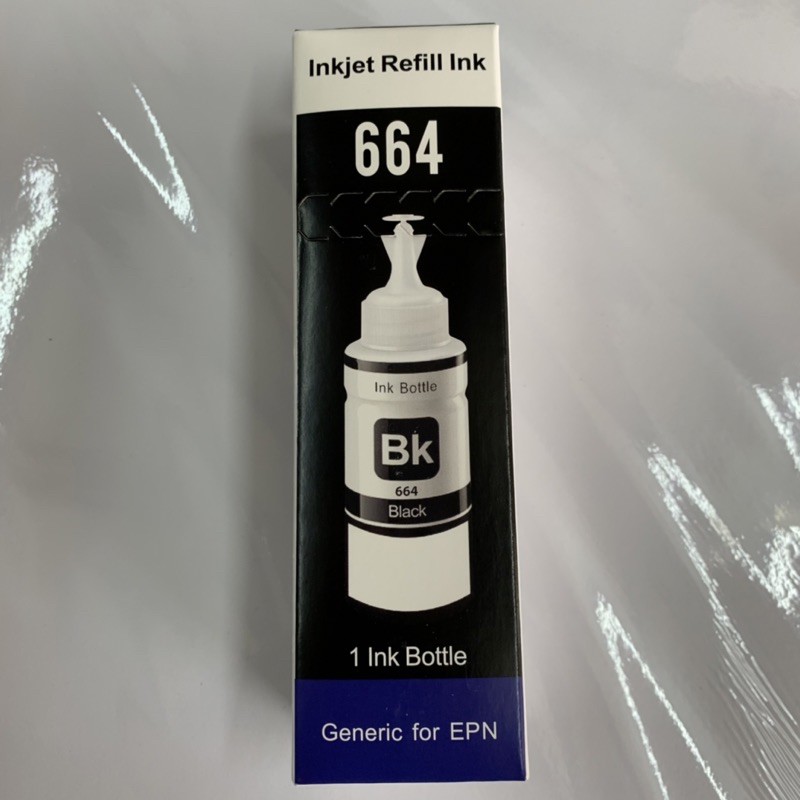 Inkjet Refill Ink
664
Ink Bottle
Bk
664
Black
1 Ink Bottle
Generic for EPN